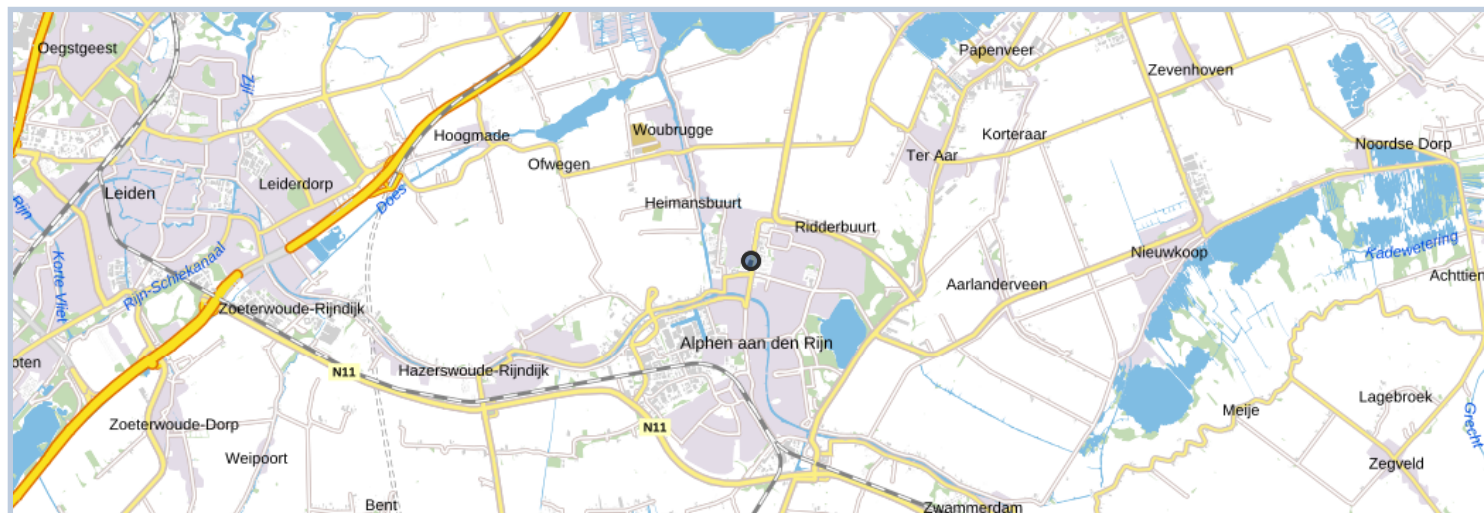 Oegstgeest
Papenveer
Zevenhoven
Zijl
Hoogmade
Woubrugge
Korteraar
Noordse Dorp
Ofwegen
Ter Aar
Leiderdorp
Leiden
Does
Heimansbuurt
Rijn
Ridderbuurt
Korte Vliet
Rijn-Schiekanaal
Nieuwkoop
Kadewetering
Achttien
Aarlanderveen
Zoeterwoude-Rijndijk
Alphen aan den Rijn
oten
N11
Hazerswoude-Rijndijk
Lagebroek
Meije
Grecht
Zoeterwoude-Dorp
N11
Weipoort
Zegveld
Bent
Zwammerdam